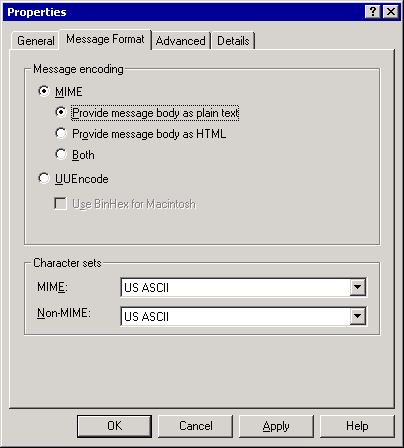 Properties
General Message Format Advanced Details
Message encoding
MIME
Provide message body as plain text
Provide message body as HTML
Both
UUEncode
Use BinHex for Macintosh
Character sets
MIME: US ASCII
Non-MIME: US ASCII
OK Cancel Apply Help